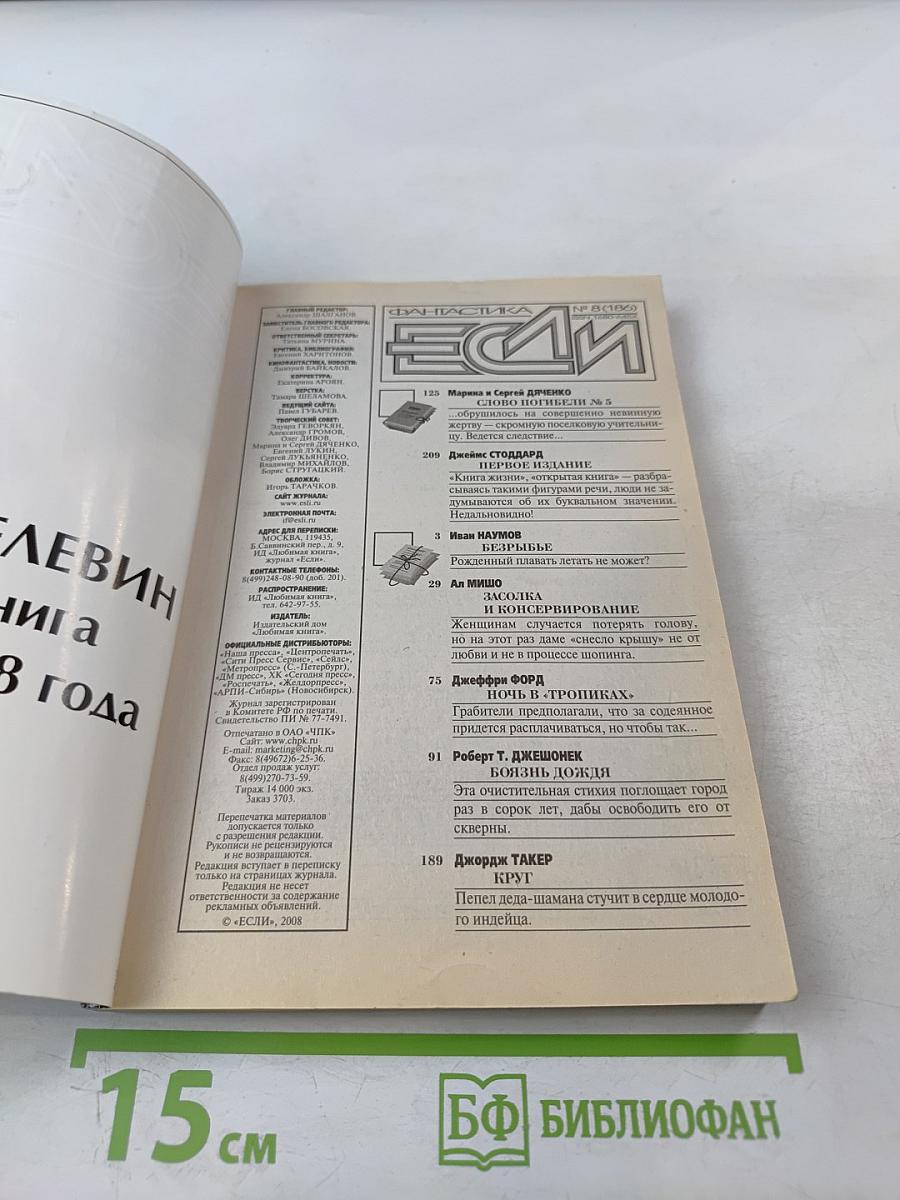 ЕЛЕВИН
нига
8 года
ГЛАВНЫЙ РЕДАКТОР:
Александр ШАЛГАНОВ.
ЗАМЕСТИТЕЛЬ ГЛАВНОГО РЕДАКТОРА:
Елена БОСОВСКАЯ.
ОТВЕТСТВЕННЫЙ СЕКРЕТАРЬ:
Татьяна МУРИНА.
КРИТИКА, БИБЛИОГРАФИЯ:
Евгений ХАРИТОНОВ.
КИНОФАНТАСТИКА, НОВОСТИ:
Дмитрий БАЙКАЛОВ.
КОРРЕКТУРА:
Екатерина АРОЯН.
ВЕРСТКА:
Тамара ШЕЛАМОВА.
ВЕДУЩИЙ САЙТА:
Павел ГУБАРЕВ.
ТВОРЧЕСКИЙ СОВЕТ:
Эдуард ГЕВОРКЯН,
Александр ГРОМОВ,
Олег ДИВОВ,
Марина и Сергей ДЯЧЕНКО,
Евгений ЛУКИН,
Сергей ЛУКЬЯНЕНКО,
Владимир МИХАЙЛОВ,
Борис СТРУГАЦКИЙ.
ОБЛОЖКА:
Игорь ТАРАЧКОВ.
САЙТ ЖУРНАЛА:
www.esli.ru
ЭЛЕКТРОННАЯ ПОЧТА:
if@esli.ru
АДРЕС ДЛЯ ПЕРЕПИСКИ:
МОСКВА, 119435,
Б.Саввинский пер., д. 9,
ИД «Любимая книга»,
журнал «Если».
КОНТАКТНЫЕ ТЕЛЕФОНЫ:
8(499)248-08-90 (доб. 201).
РАСПРОСТРАНЕНИЕ:
ИД «Любимая книга»,
тел. 642-97-55.
ИЗДАТЕЛЬ:
Издательский дом
«Любимая книга».
ОФИЦИАЛЬНЫЕ ДИСТРИБЬЮТОРЫ:
«Наша пресса», «Центропечать»,
«Сити Пресс Сервис», «Сейлс»,
«Метропресс» (С.-Петербург),
«ДМ пресс», ХК «Сегодня пресс»,
«Роспечать», «Желдорпресс»,
«АРПИ-Сибирь» (Новосибирск).
Журнал зарегистрирован
в Комитете РФ по печати.
Свидетельство ПИ № 77-7491.
Отпечатано в ОАО «ЧПК»
Сайт: www.chpk.ru
E-mail: marketing@chpk.ru
Факс: 8(49672)6-25-36.
Отдел продаж услуг:
8(499)270-73-59.
Тираж 14 000 экз.
Заказ 3703.
Перепечатка материалов
допускается только
с разрешения редакции.
Рукописи не рецензируются
и не возвращаются.
Редакция вступает в переписку
только на страницах журнала.
Редакция не несет
ответственности за содержание
рекламных объявлений.
© «ЕСЛИ», 2008
ФАНТАСТИКА
№ 8 (186)
ЕСЛИ
125 Марина и Сергей ДЯЧЕНКО
СЛОВО ПОГИБЕЛИ № 5
...обрушилось на совершенно невинную
жертву — скромную поселковую учительни-
цу. Ведется следствие...
209 Джеймс СТОДДАРД
ПЕРВОЕ ИЗДАНИЕ
«Книга жизни», «открытая книга» — разбра-
сываясь такими фигурами речи, люди не за-
думываются об их буквальном значении.
Недальновидно!
3 Иван НАУМОВ
БЕЗРЫБЬЕ
Рожденный плавать летать не может?
29 Ал МИШО
ЗАСОЛКА
И КОНСЕРВИРОВАНИЕ
Женщинам случается потерять голову,
но на этот раз даме «снесло крышу» не от
любви и не в процессе шопинга.
75 Джеффри ФОРД
НОЧЬ В «ТРОПИКАХ»
Грабители предполагали, что за содеянное
придется расплачиваться, но чтобы так...
91 Роберт Т. ДЖЕШОНЕК
БОЯЗНЬ ДОЖДЯ
Эта очистительная стихия поглощает город
раз в сорок лет, дабы освободить его от
скверны.
189 Джордж ТАКЕР
КРУГ
Пепел деда-шамана стучит в сердце молодо-
го индейца.
15 см
БФ БИБЛИОФАН